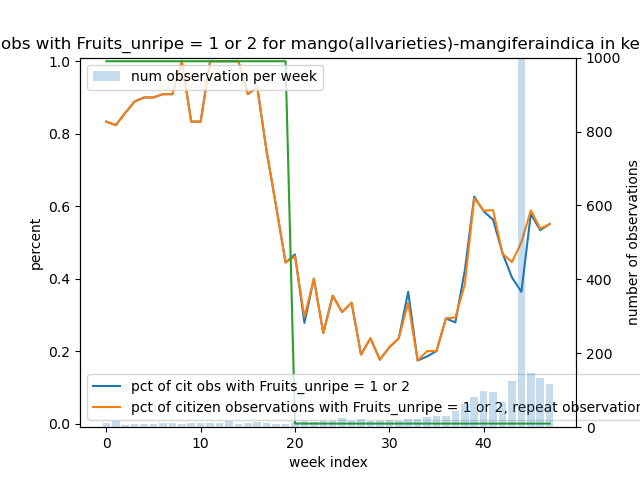 obs with Fruits_unripe = 1 or 2 for mango(allvarieties)-mangiferaindica in ke
num observation per week
1.0
0.8
0.6
0.4
0.2
0.0
percent
1000
800
600
400
200
0
number of observations
pct of cit obs with Fruits_unripe = 1 or 2
pct of citizen observations with Fruits_unripe = 1 or 2, repeat observation
0 10 20 30 40
week index